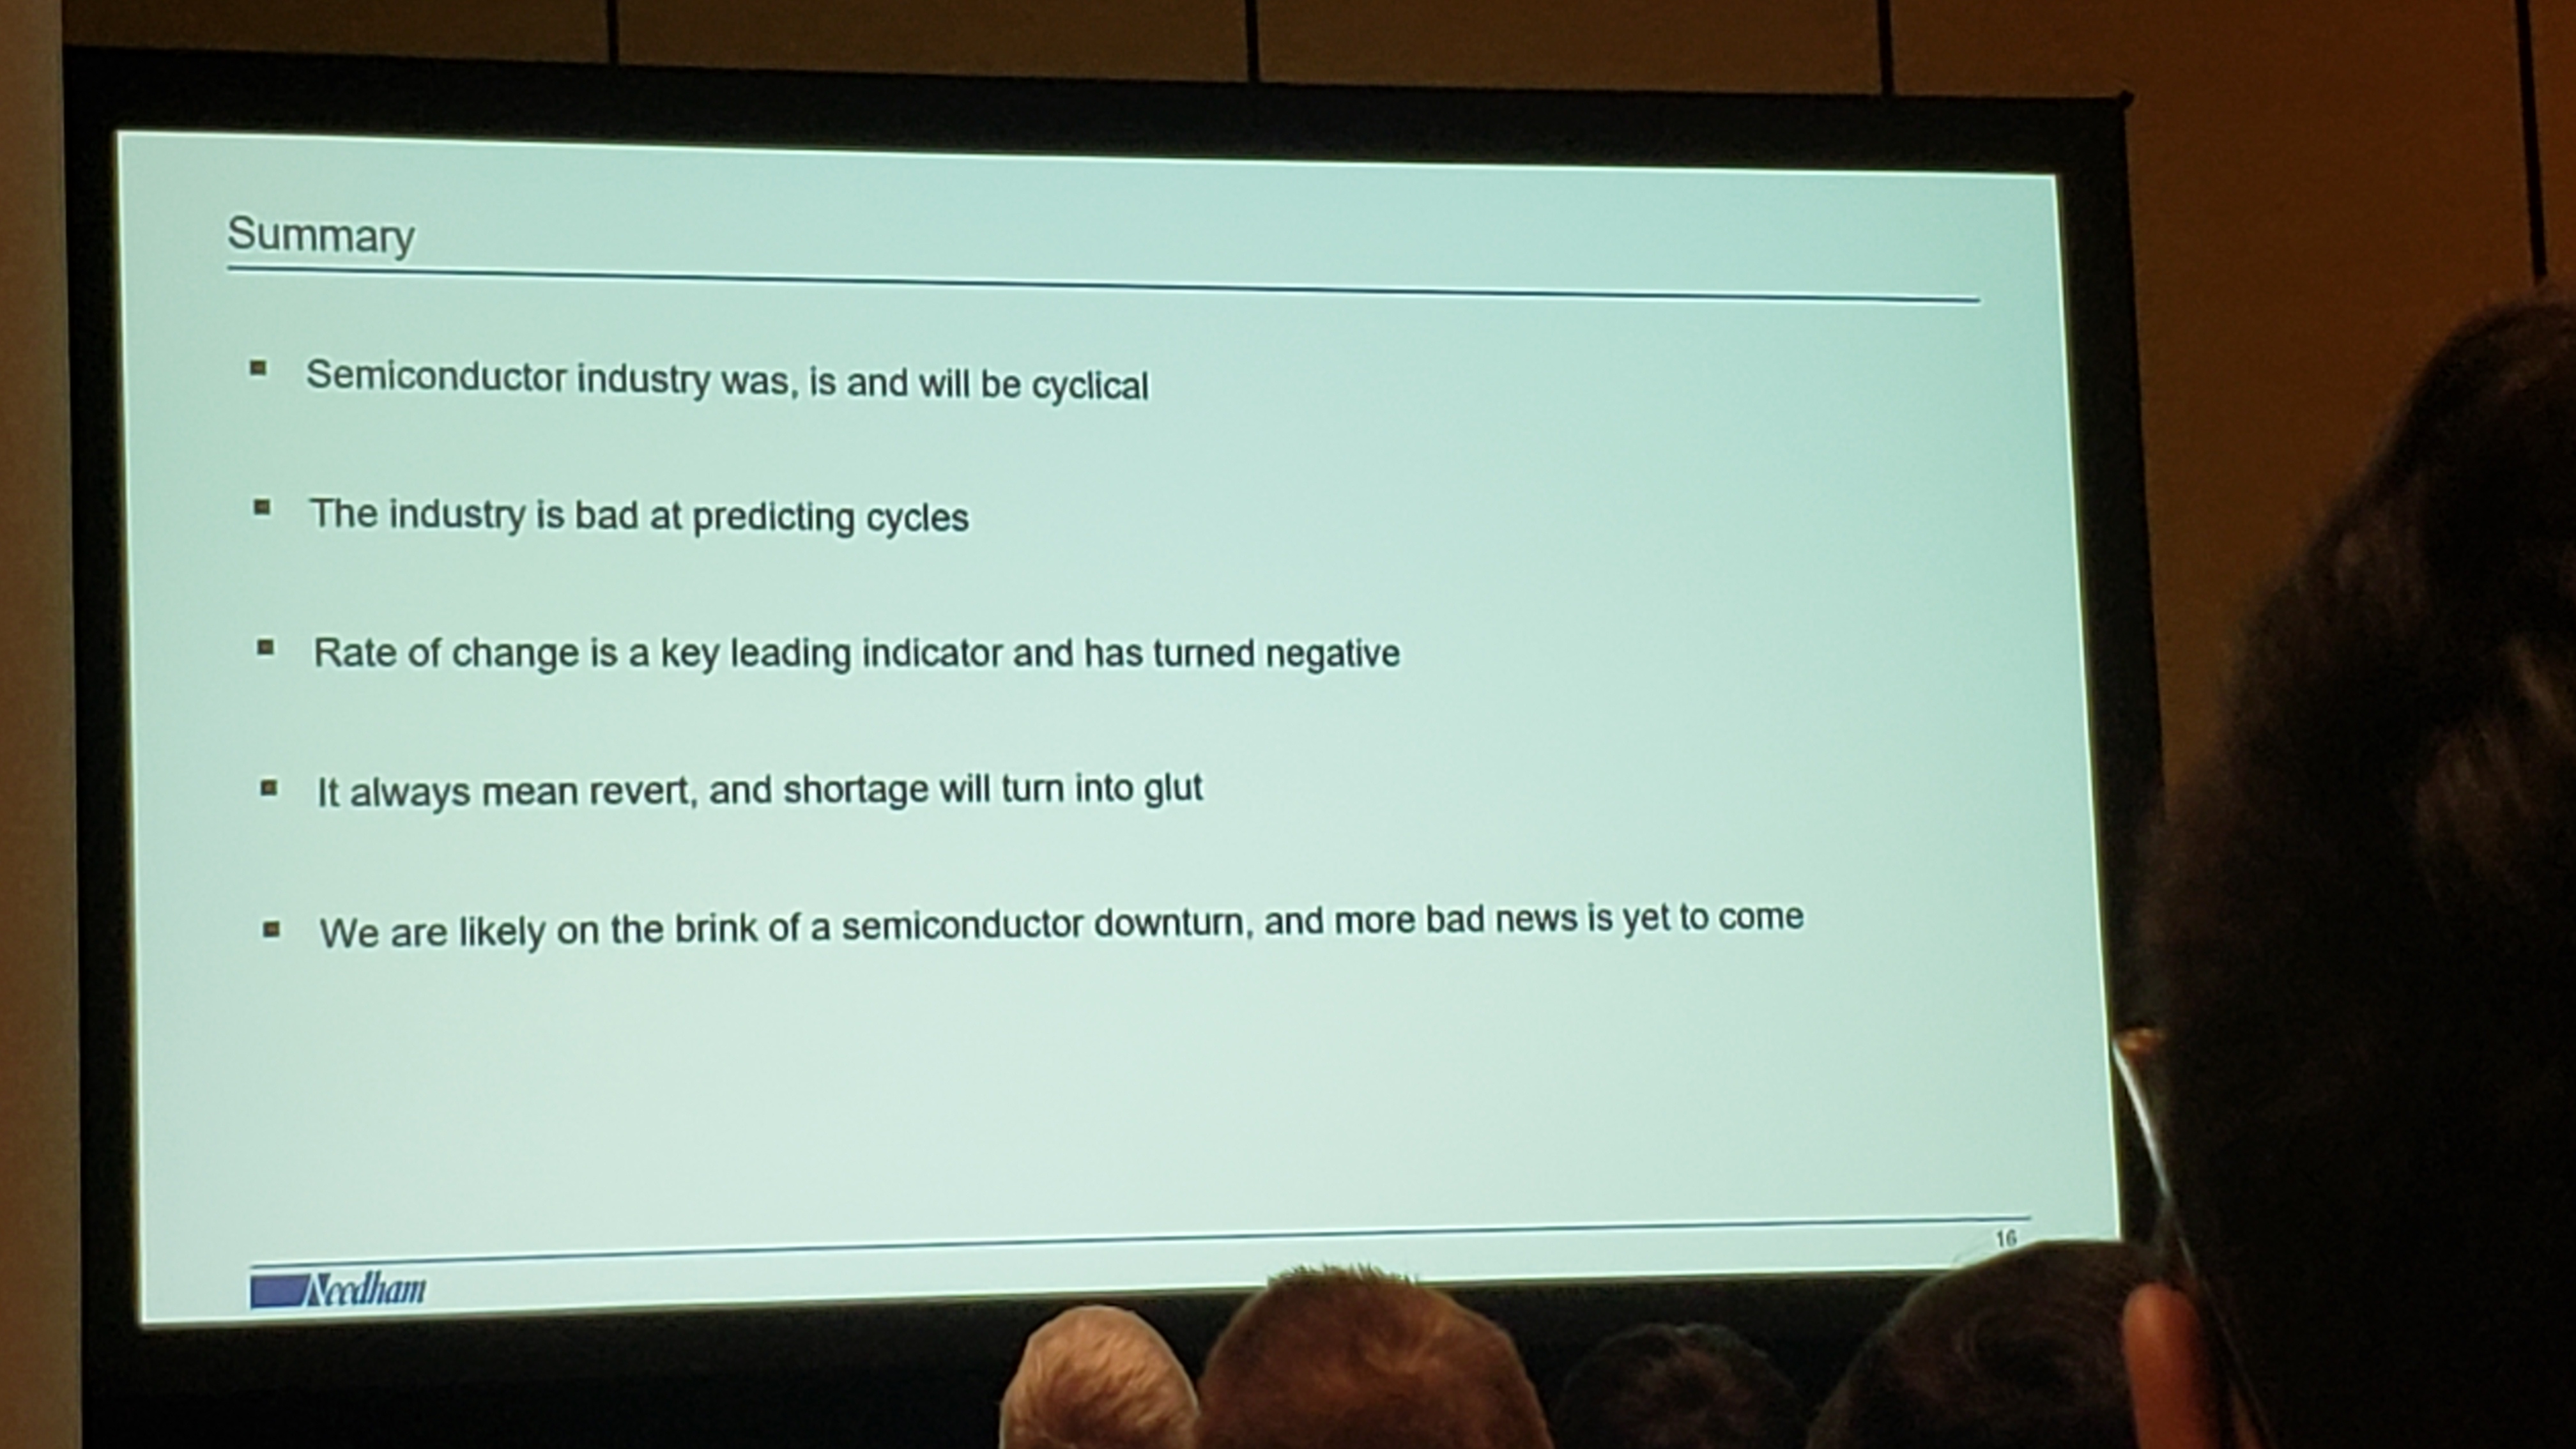 Summary
Semiconductor industry was, is and will be cyclical
The industry is bad at predicting cycles
Rate of change is a key leading indicator and has turned negative
It always mean revert, and shortage will turn into glut
We are likely on the brink of a semiconductor downturn, and more bad news is yet to come
Needham
16